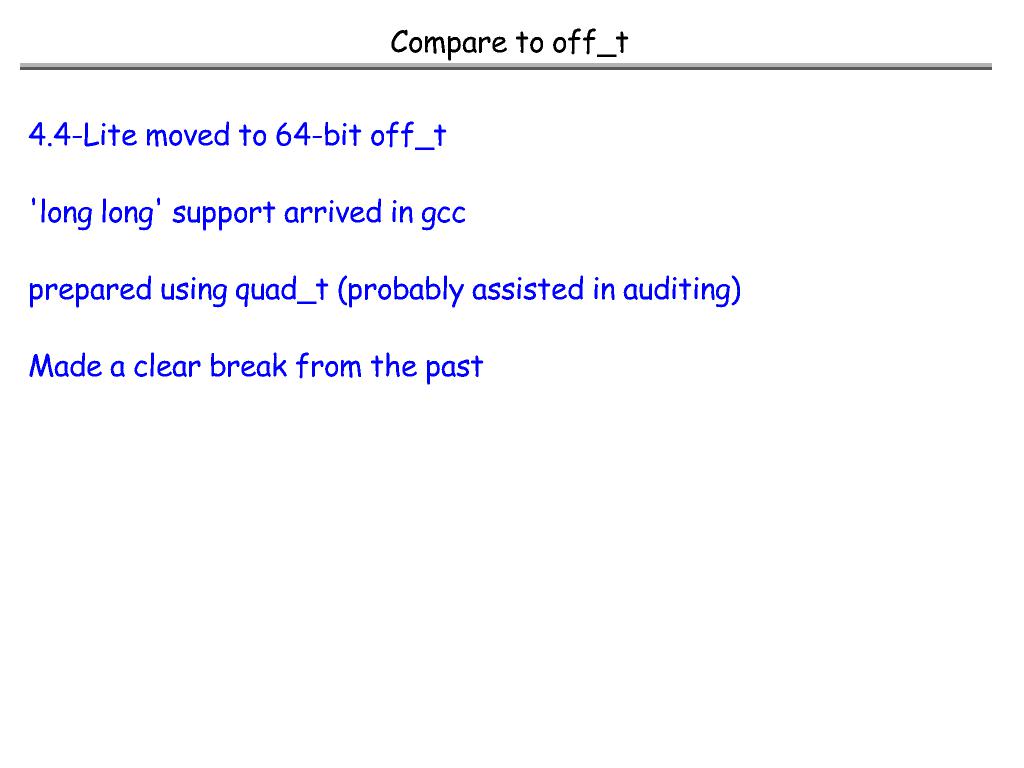 Compare to off_t
4.4-Lite moved to 64-bit off_t
'long long' support arrived in gcc
prepared using quad_t (probably assisted in auditing)
Made a clear break from the past